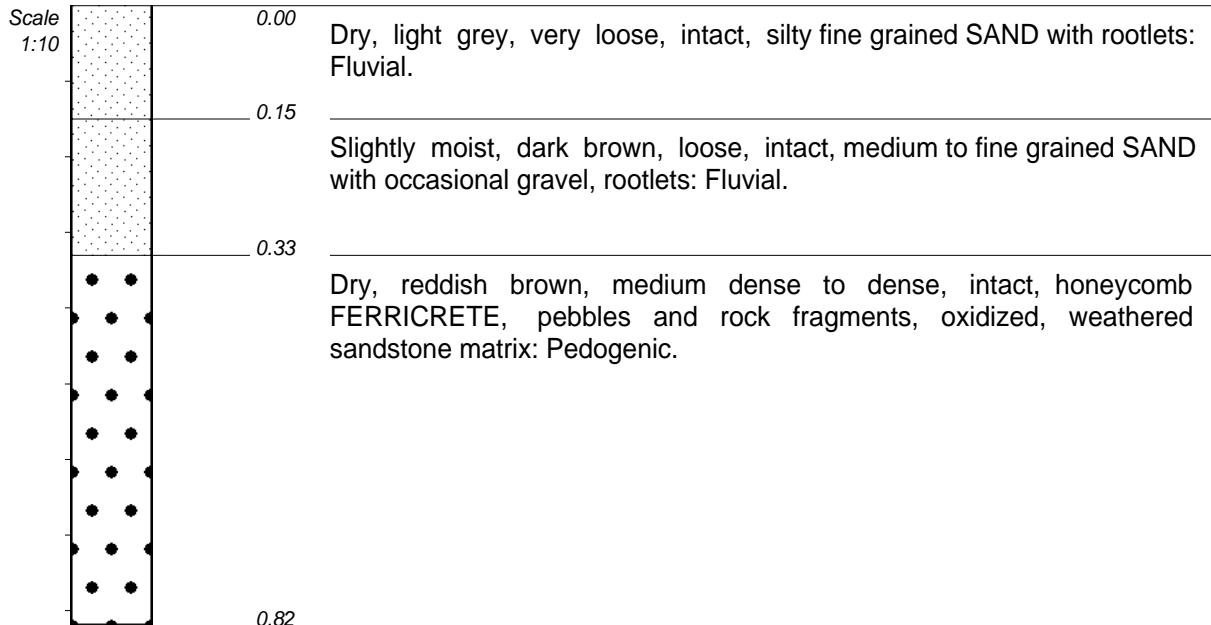 Scale
1:10
0.00
Dry, light grey, very loose, intact, silty fine grained SAND with rootlets:
Fluvial.
0.15
Slightly moist, dark brown, loose, intact, medium to fine grained SAND
with occasional gravel, rootlets: Fluvial.
0.33
Dry, reddish brown, medium dense to dense, intact, honeycomb
FERRICRETE, pebbles and rock fragments, oxidized, weathered
sandstone matrix: Pedogenic.
0.82